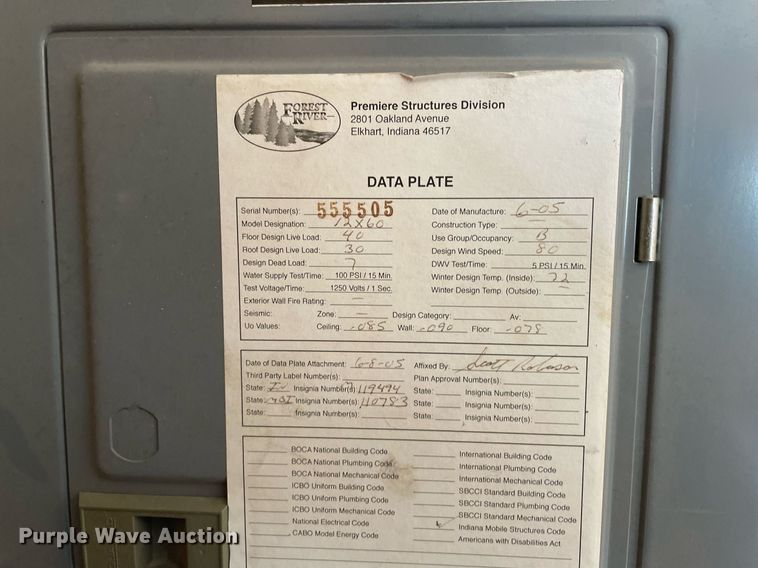 FOREST RIVER
Premiere Structures Division
2801 Oakland Avenue
Elkhart, Indiana 46517
DATA PLATE
Serial Number(s): 555505 Date of Manufacture: 6-05
Model Designation: 12X60 Construction Type: —
Floor Design Live Load: 40 Use Group/Occupancy: B
Roof Design Live Load: 30 Design Wind Speed: 80
Design Dead Load: 7 DWV Test/Time: 5 PSI / 15 Min.
Water Supply Test/Time: 100 PSI / 15 Min. Winter Design Temp. (Inside): 72
Test Voltage/Time: 1250 Volts / 1 Sec. Winter Design Temp. (Outside): —
Exterior Wall Fire Rating: —
Seismic: Zone: — Design Category: Av:
Uo Values: Ceiling: .085 Wall: .090 Floor: .078
Date of Data Plate Attachment: 6-8-05 Affixed By: Scott Robinson
Third Party Label Number(s): Plan Approval Number(s):
State: IN Insignia Number(s): 119494 State: Insignia Number(s):
State: Insignia Number(s): 110783 State: Insignia Number(s):
State: Insignia Number(s): State: Insignia Number(s):
BOCA National Building Code International Building Code
BOCA National Plumbing Code International Plumbing Code
BOCA National Mechanical Code International Mechanical Code
ICBO Uniform Building Code SBCCI Standard Building Code
ICBO Uniform Plumbing Code SBCCI Standard Plumbing Code
ICBO Uniform Mechanical Code SBCCI Standard Mechanical Code
National Electrical Code ✓ Indiana Mobile Structures Code
CABO Model Energy Code Americans with Disabilities Act
Purple Wave Auction